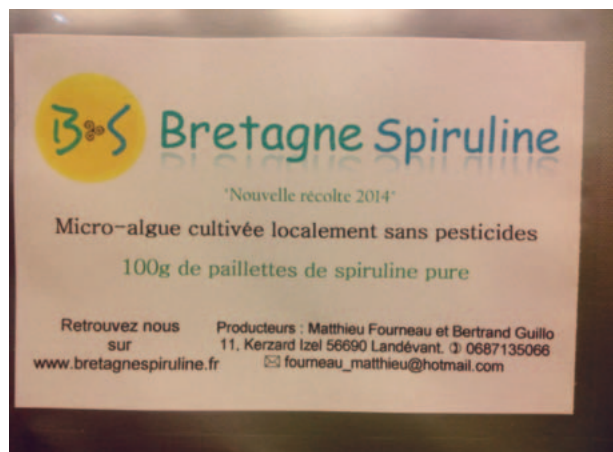 B S Bretagne Spiruline
"Nouvelle récolte 2014"
Micro-algue cultivée localement sans pesticides
100g de paillettes de spiruline pure
Retrouvez nous
sur
www.bretagnespiruline.fr
Producteurs : Matthieu Fourneau et Bertrand Guillo
11, Kerzard Izel 56690 Landévant. ✆ 0687135066
✉ fourneau_matthieu@hotmail.com